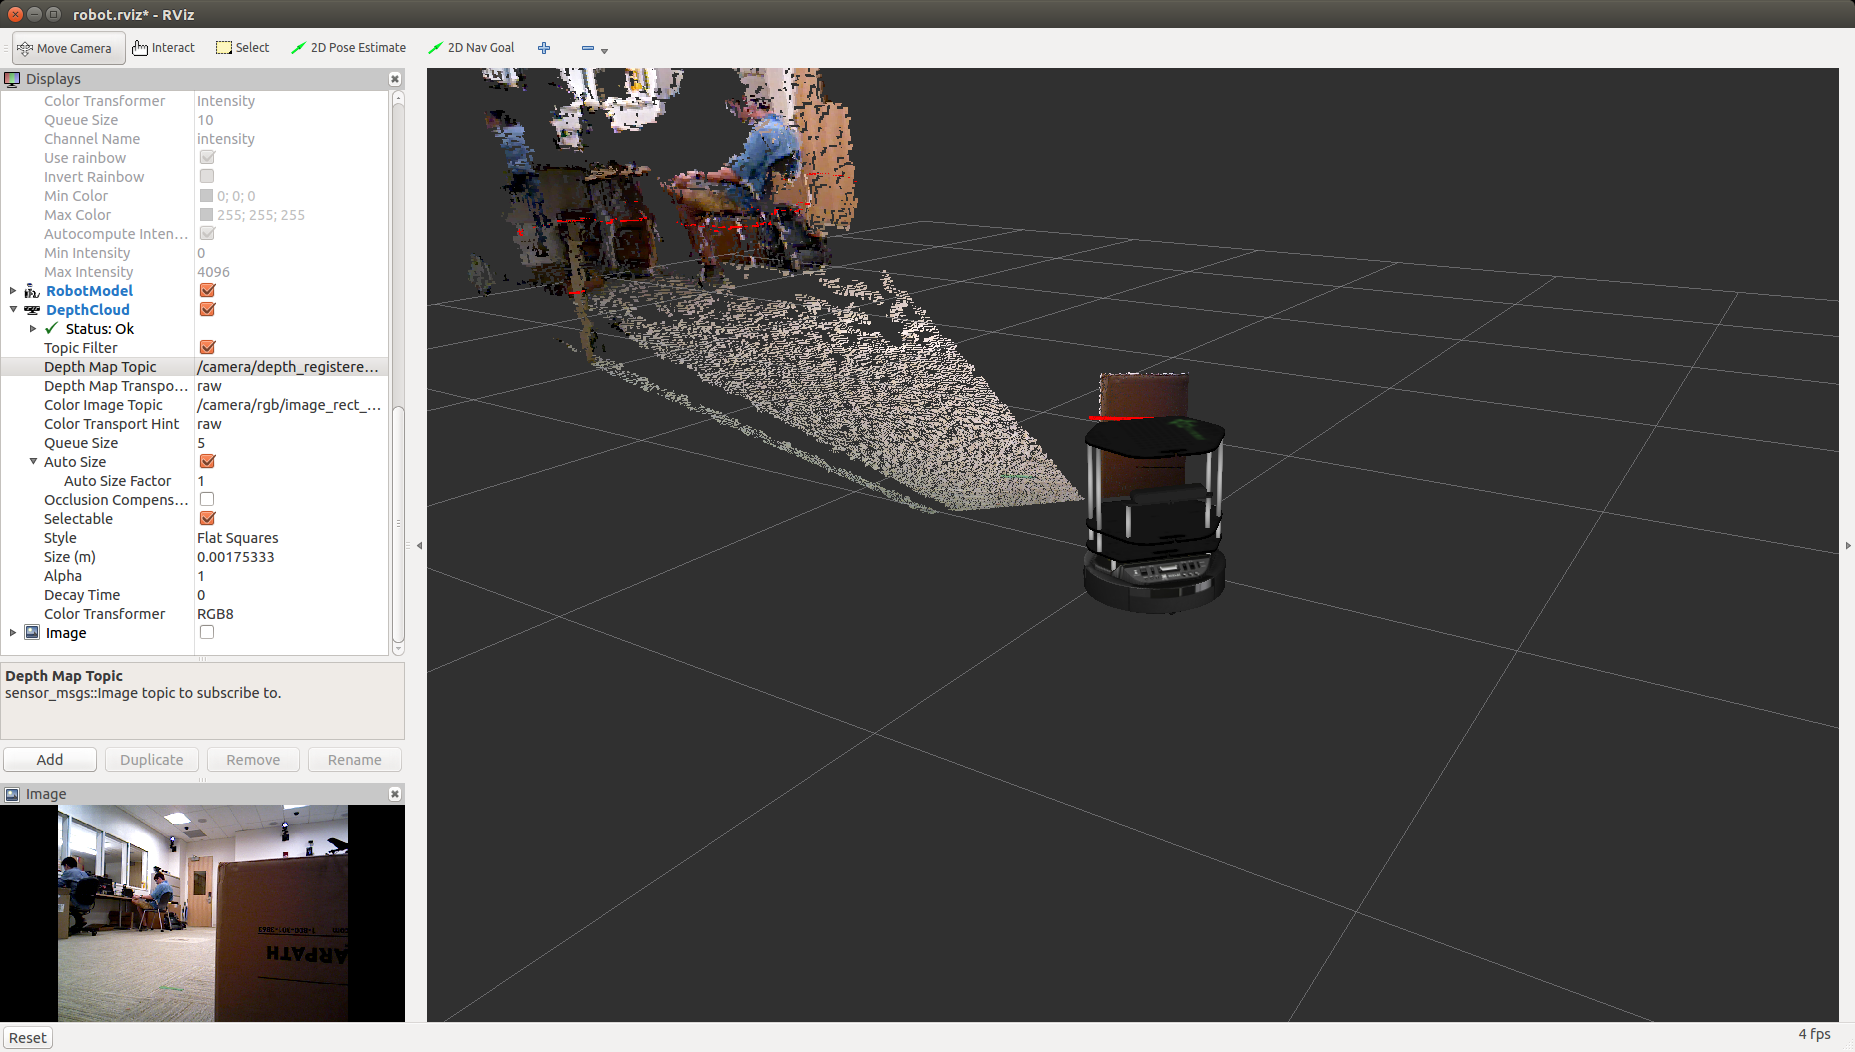 robot.rviz* - RViz
Move Camera Interact Select 2D Pose Estimate 2D Nav Goal
Displays
Color Transformer Intensity
Queue Size 10
Channel Name intensity
Use rainbow
Invert Rainbow
Min Color 0; 0; 0
Max Color 255; 255; 255
Autocompute Inten...
Min Intensity 0
Max Intensity 4096
RobotModel
DepthCloud
Status: Ok
Topic Filter
Depth Map Topic /camera/depth_registere...
Depth Map Transpo... raw
Color Image Topic /camera/rgb/image_rect_...
Color Transport Hint raw
Queue Size 5
Auto Size
Auto Size Factor 1
Occlusion Compens...
Selectable
Style Flat Squares
Size (m) 0.00175333
Alpha 1
Decay Time 0
Color Transformer RGB8
Image
Depth Map Topic
sensor_msgs::Image topic to subscribe to.
Add Duplicate Remove Rename
Image
ARPATH
Reset
4 fps